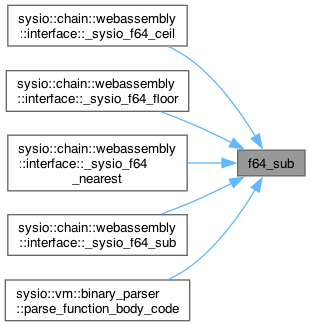 sysio::chain::webassembly
::interface::_sysio_f64_ceil
sysio::chain::webassembly
::interface::_sysio_f64_floor
sysio::chain::webassembly
::interface::_sysio_f64
_nearest
f64_sub
sysio::chain::webassembly
::interface::_sysio_f64_sub
sysio::vm::binary_parser
::parse_function_body_code